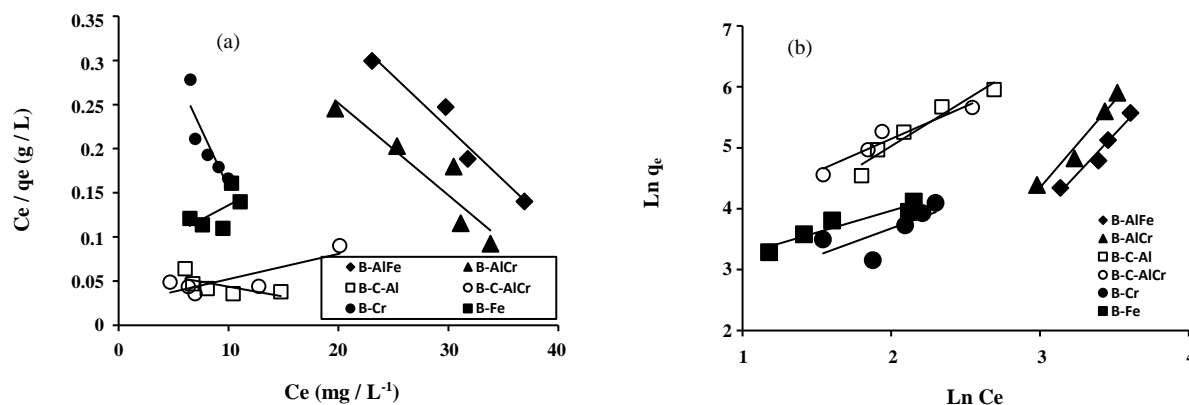 0.35
0.3
0.25
0.2
0.15
0.1
0.05
0
0
10
20
30
40
Ce / qe (g / L)
Ce (mg / L⁻¹)
(a)
B-AlFe
B-AlCr
B-C-Al
B-C-AlCr
B-Cr
B-Fe
7
6
5
4
3
2
1
2
3
4
Ln qₑ
Ln Ce
(b)
B-AlFe
B-AlCr
B-C-Al
B-C-AlCr
B-Cr
B-Fe